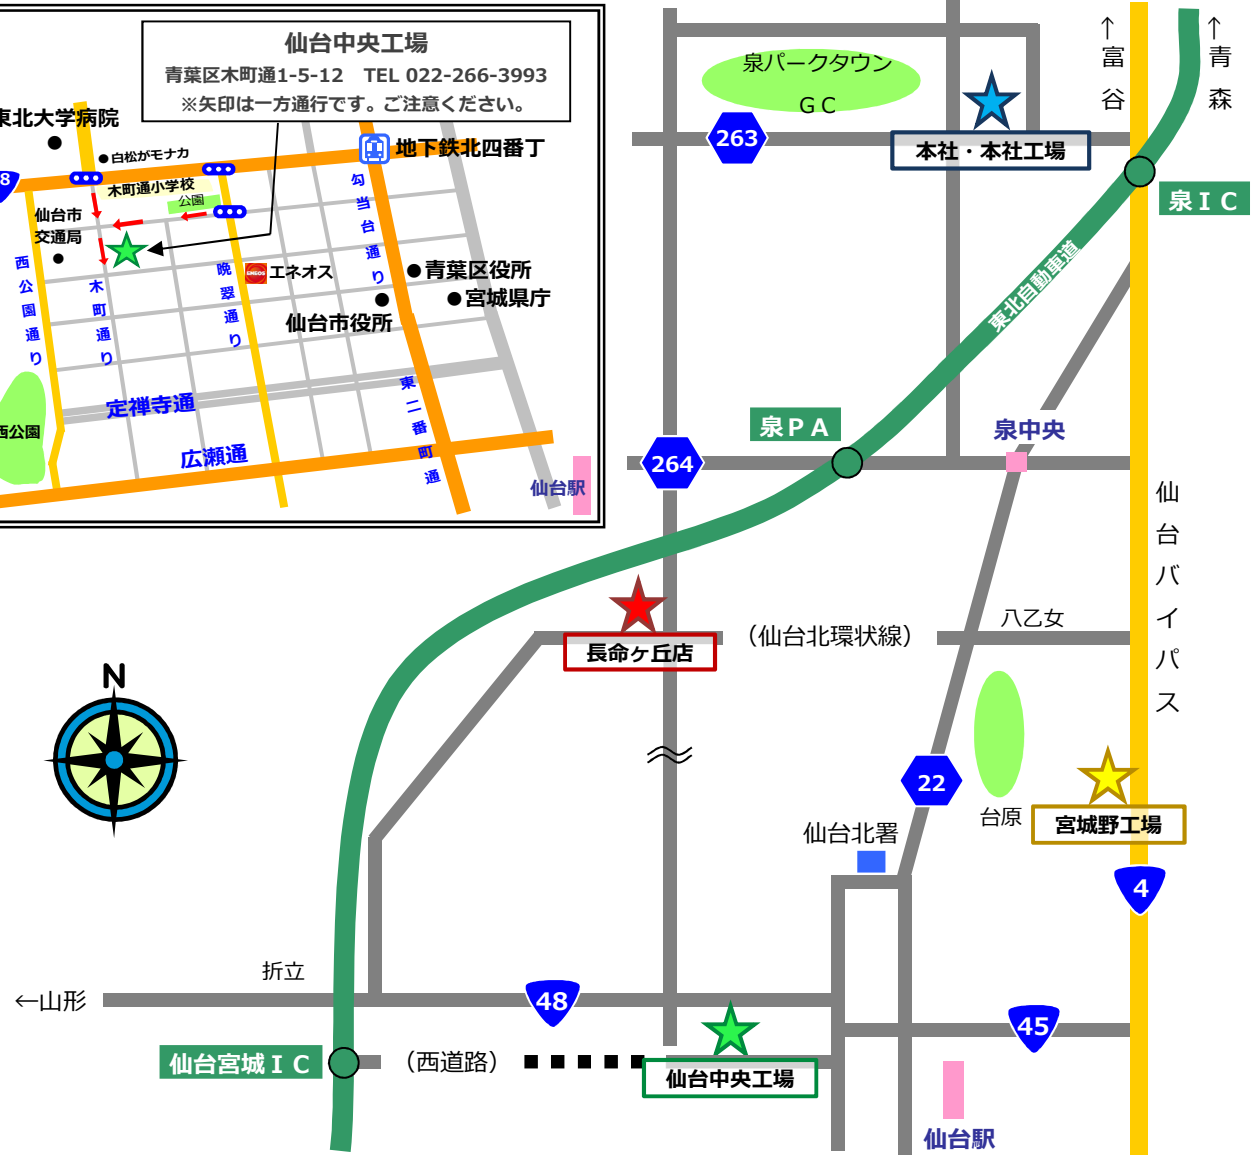 仙台中央工場
青葉区木町通1-5-12　TEL 022-266-3993
※矢印は一方通行です。ご注意ください。
東北大学病院
白松がモナカ
地下鉄北四番丁
8
木町通小学校
公園
仙台市
交通局
勾当台通り
西公園通り
木町通り
晩翠通り
ENEOS
エネオス
青葉区役所
宮城県庁
仙台市役所
定禅寺通
東二番町通
西公園
広瀬通
仙台駅
泉パークタウン
ＧＣ
263
本社・本社工場
↑富谷
↑青森
泉ＩＣ
東北自動車道
泉ＰＡ
泉中央
264
仙台バイパス
長命ヶ丘店
（仙台北環状線）
八乙女
N
22
台原
宮城野工場
仙台北署
4
折立
←山形
48
45
仙台宮城ＩＣ
（西道路）
仙台中央工場
仙台駅